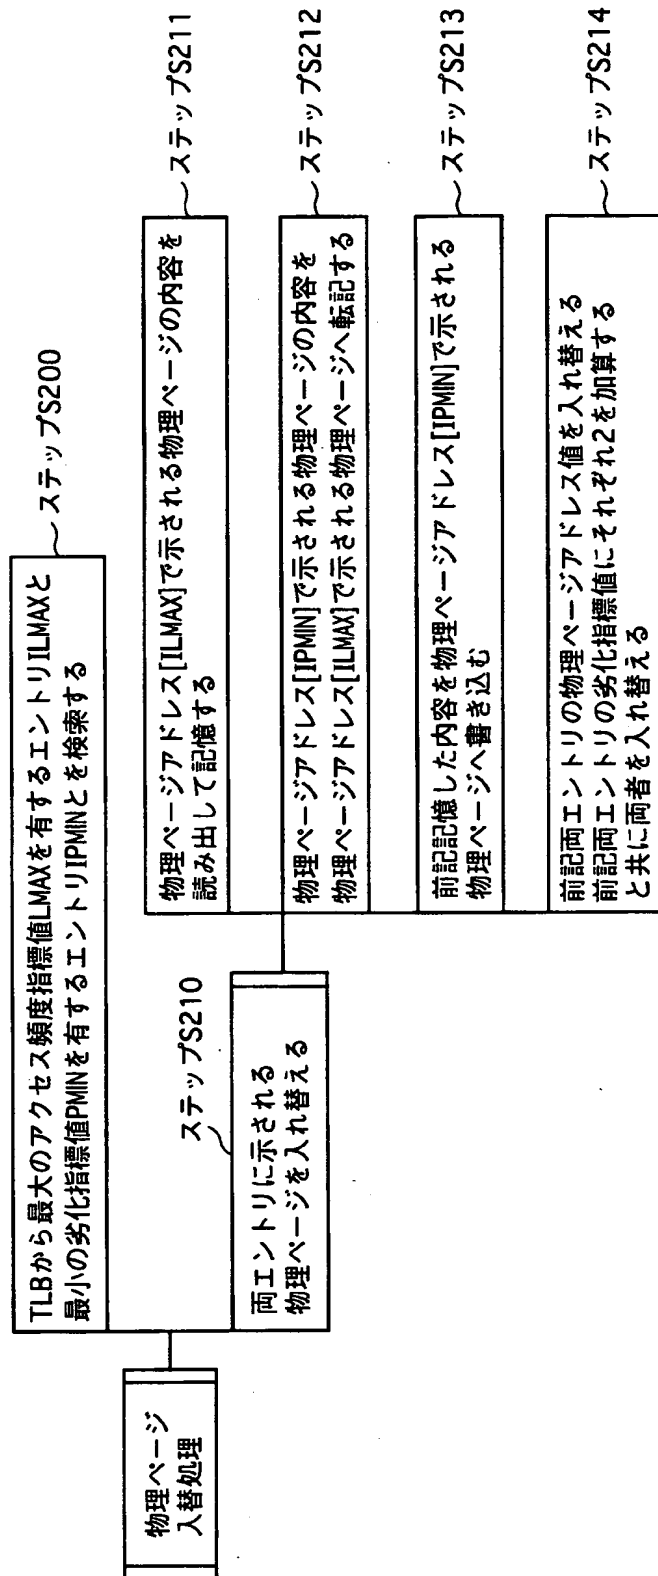 物理ページ
入替処理
ステップS200
TLBから最大のアクセス頻度指標値LMAXを有するエントリILMAXと
最小の劣化指標値PMINを有するエントリIPMINとを検索する
ステップS210
両エントリに示される
物理ページを入れ替える
ステップS211
物理ページアドレス[ILMAX]で示される物理ページの内容を
読み出して記憶する
ステップS212
物理ページアドレス[IPMIN]で示される物理ページの内容を
物理ページアドレス[ILMAX]で示される物理ページへ転記する
ステップS213
前記記憶した内容を物理ページアドレス[IPMIN]で示される
物理ページへ書き込む
ステップS214
前記両エントリの物理ページアドレス値を入れ替える
前記両エントリの劣化指標値にそれぞれ2を加算する
と共に両者を入れ替える